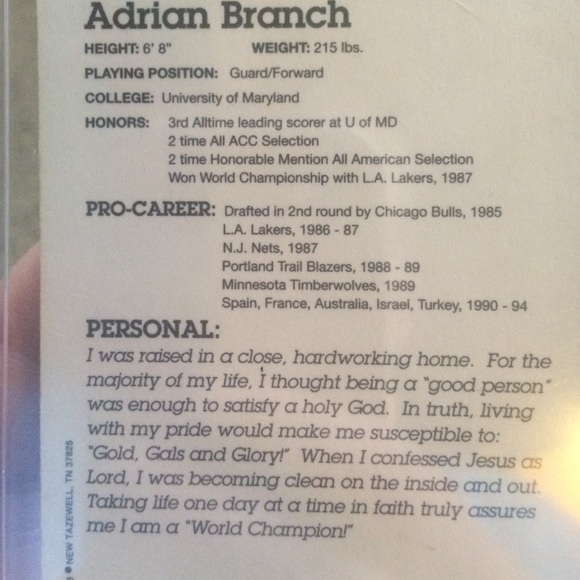 Adrian Branch
HEIGHT: 6' 8" WEIGHT: 215 lbs.
PLAYING POSITION: Guard/Forward
COLLEGE: University of Maryland
HONORS: 3rd Alltime leading scorer at U of MD
2 time All ACC Selection
2 time Honorable Mention All American Selection
Won World Championship with L.A. Lakers, 1987
PRO-CAREER: Drafted in 2nd round by Chicago Bulls, 1985
L.A. Lakers, 1986 - 87
N.J. Nets, 1987
Portland Trail Blazers, 1988 - 89
Minnesota Timberwolves, 1989
Spain, France, Australia, Israel, Turkey, 1990 - 94
PERSONAL:
I was raised in a close, hardworking home. For the
majority of my life, I thought being a "good person"
was enough to satisfy a holy God. In truth, living
with my pride would make me susceptible to:
"Gold, Gals and Glory!" When I confessed Jesus as
Lord, I was becoming clean on the inside and out.
Taking life one day at a time in faith truly assures
me I am a "World Champion!"
● NEW TAZEWELL, TN 37825